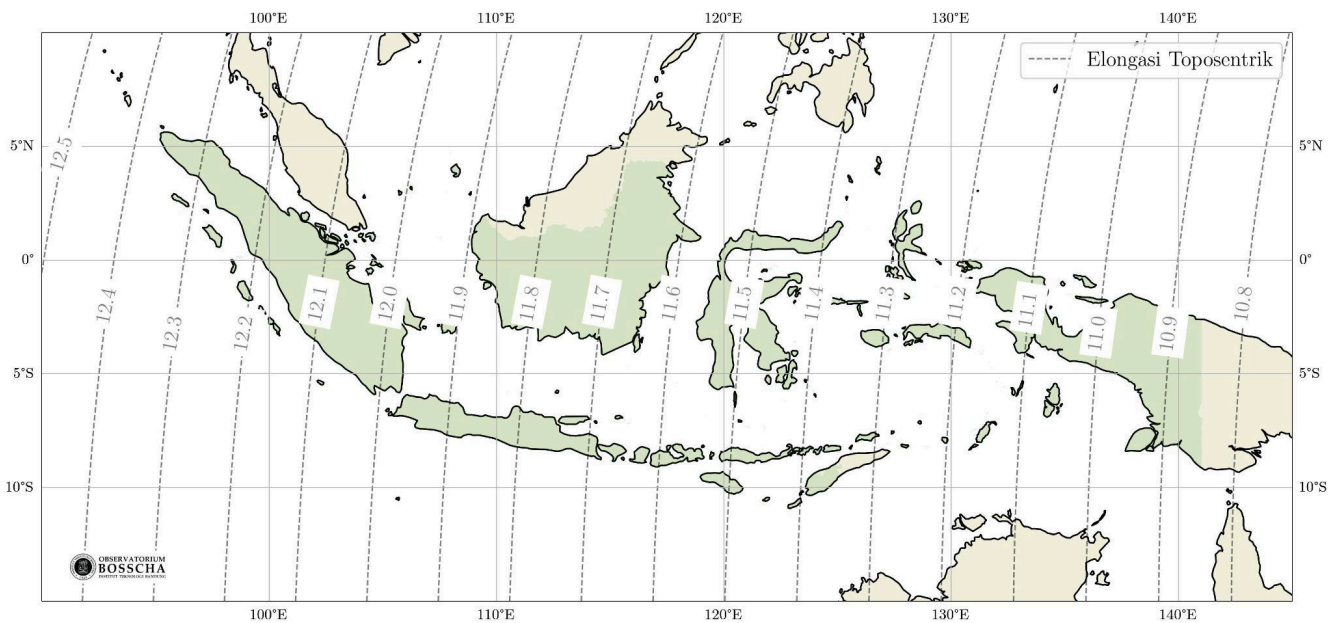 100°E 110°E 120°E 130°E 140°E
Elongasi Toposentrik
5°N 5°N
12.5
0° 0°
12.4 12.3 12.2 12.1 12.0 11.9 11.8 11.7 11.6 11.5 11.4 11.3 11.2 11.1 11.0 10.9 10.8
5°S 5°S
10°S 10°S
OBSERVATORIUM
BOSSCHA
INSTITUT TEKNOLOGI BANDUNG
100°E 110°E 120°E 130°E 140°E